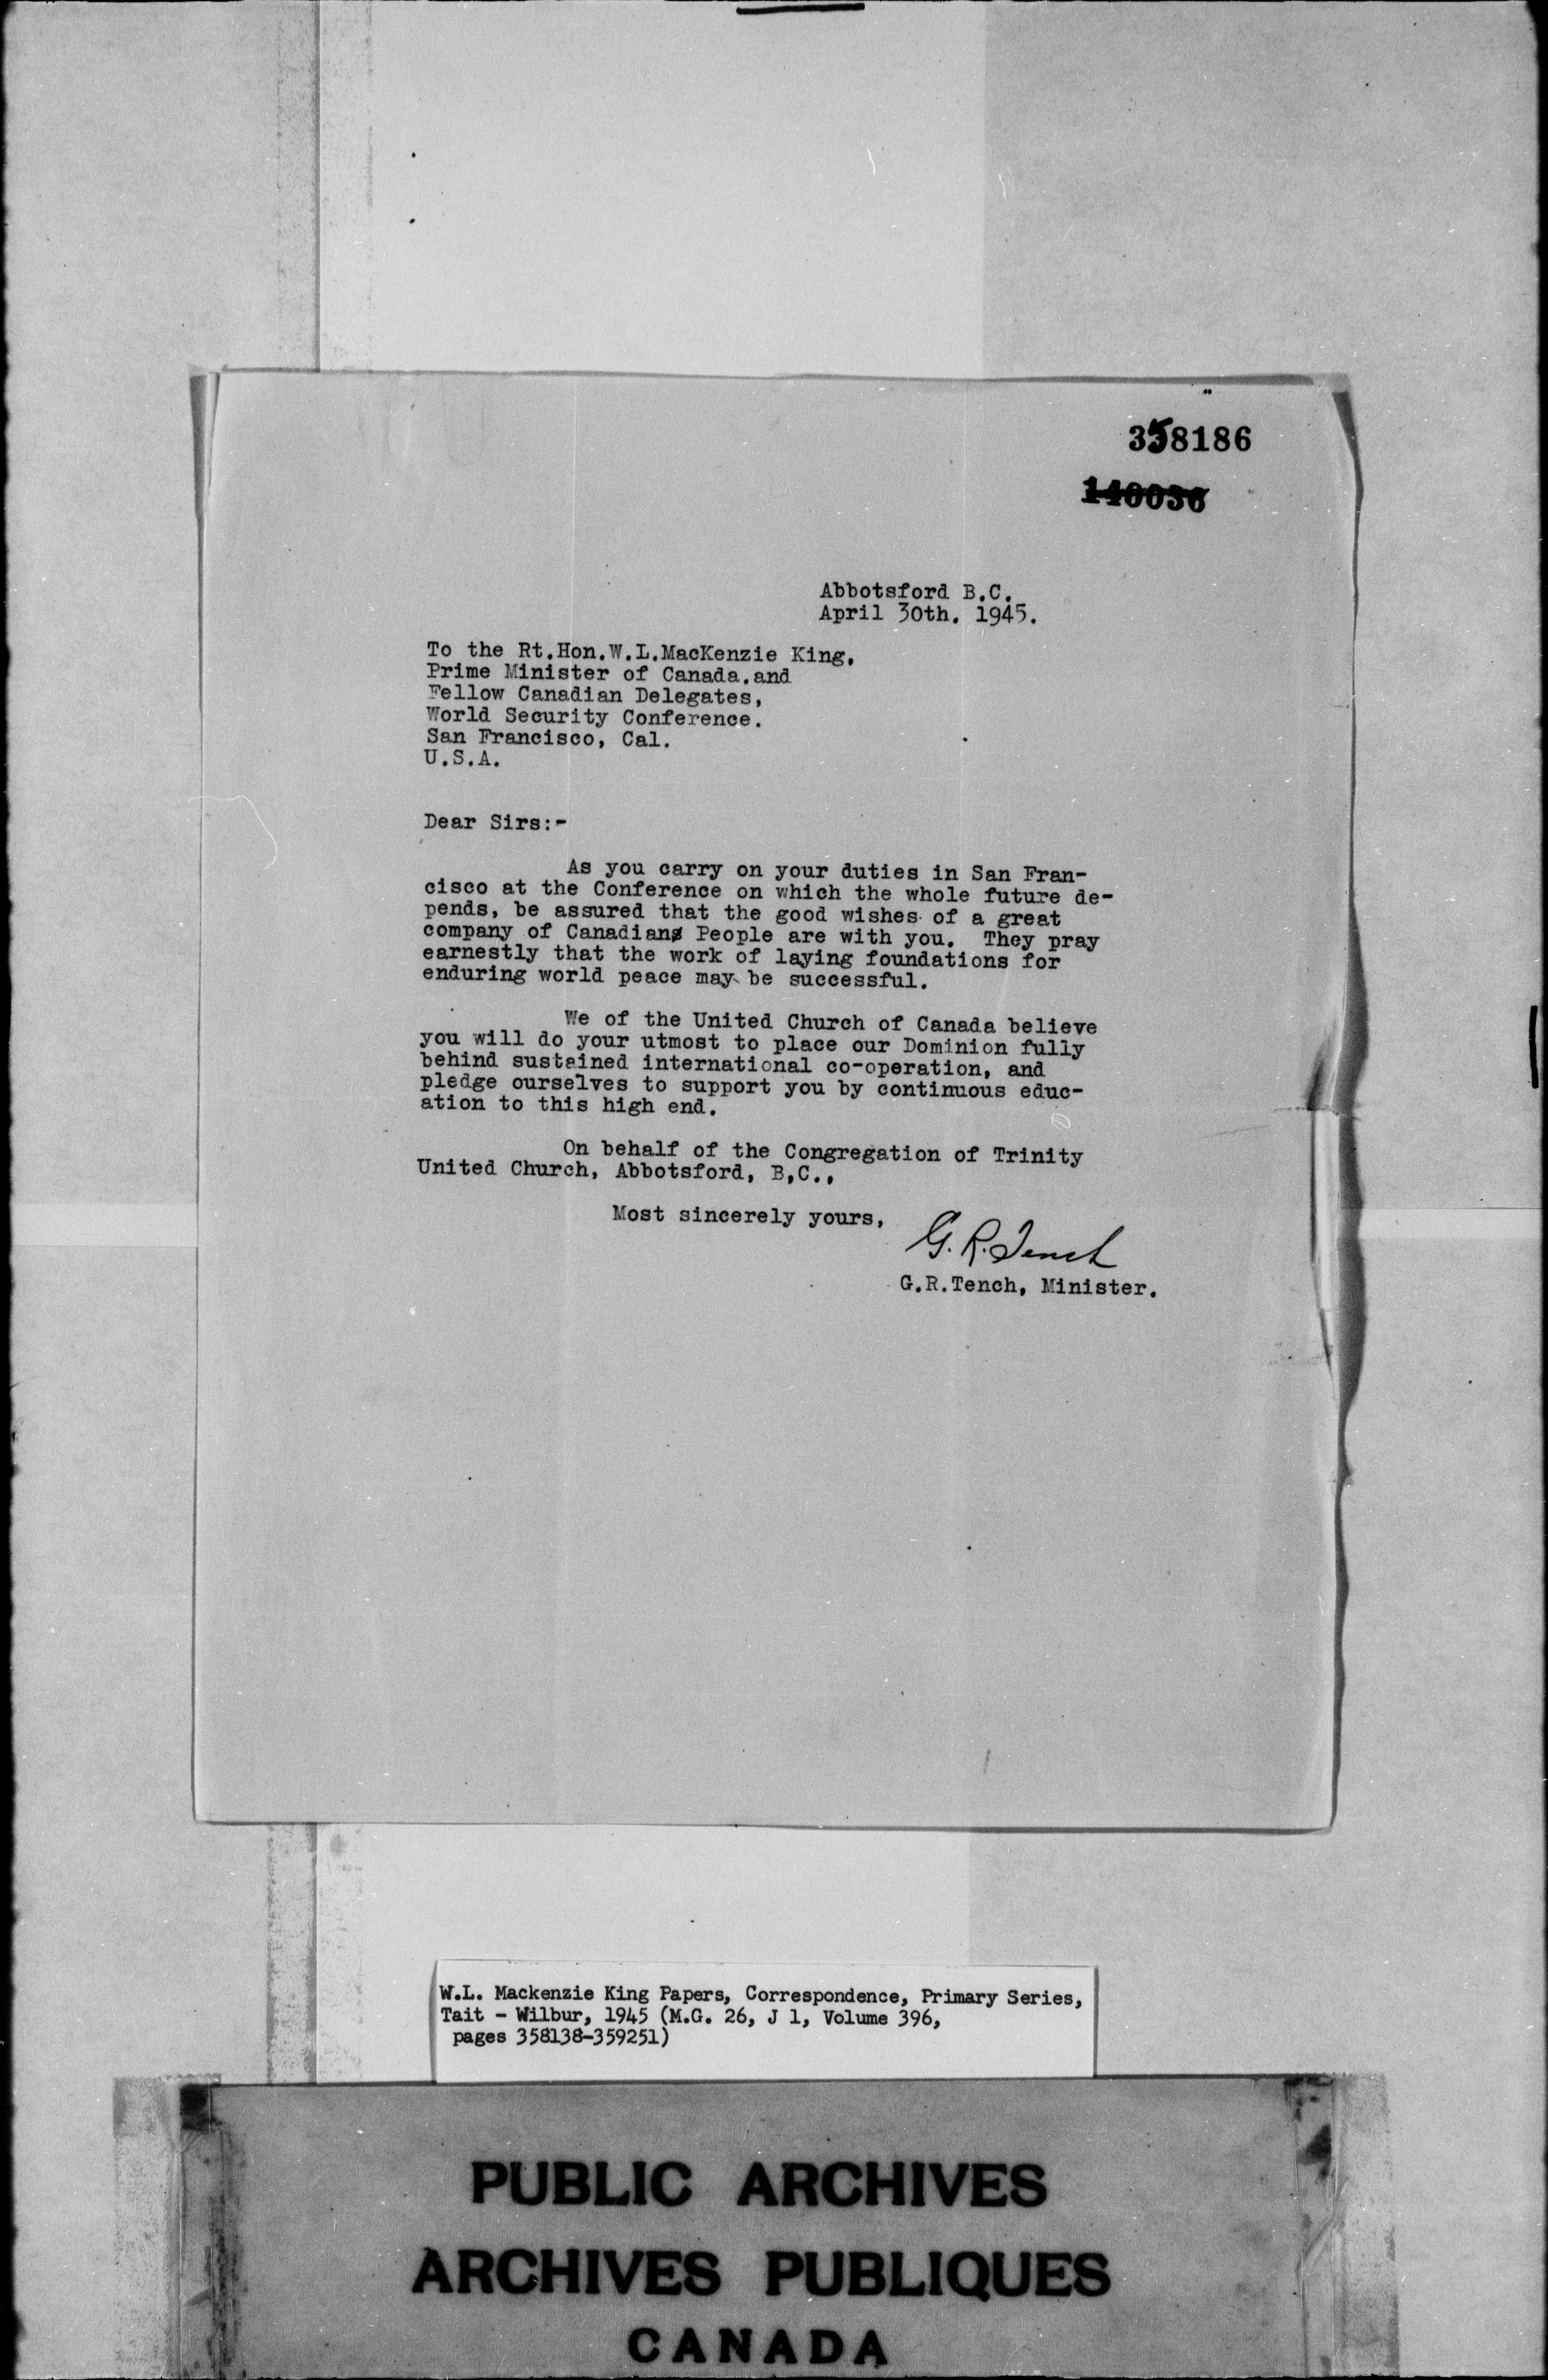 358186
140036
Abbotsford B.C.
April 30th. 1945.
To the Rt.Hon.W.L.MacKenzie King,
Prime Minister of Canada.and
Fellow Canadian Delegates,
World Security Conference.
San Francisco, Cal.
U.S.A.
Dear Sirs:-
As you carry on your duties in San Fran-
cisco at the Conference on which the whole future de-
pends, be assured that the good wishes of a great
company of Canadians People are with you. They pray
earnestly that the work of laying foundations for
enduring world peace may be successful.
We of the United Church of Canada believe
you will do your utmost to place our Dominion fully
behind sustained international co-operation, and
pledge ourselves to support you by continuous educ-
ation to this high end.
On behalf of the Congregation of Trinity
United Church, Abbotsford, B,C.,
Most sincerely yours,
G. R. Tench
G.R.Tench, Minister.
W.L. Mackenzie King Papers, Correspondence, Primary Series,
Tait - Wilbur, 1945 (M.G. 26, J 1, Volume 396,
pages 358138-359251)
PUBLIC ARCHIVES
ARCHIVES PUBLIQUES
CANADA